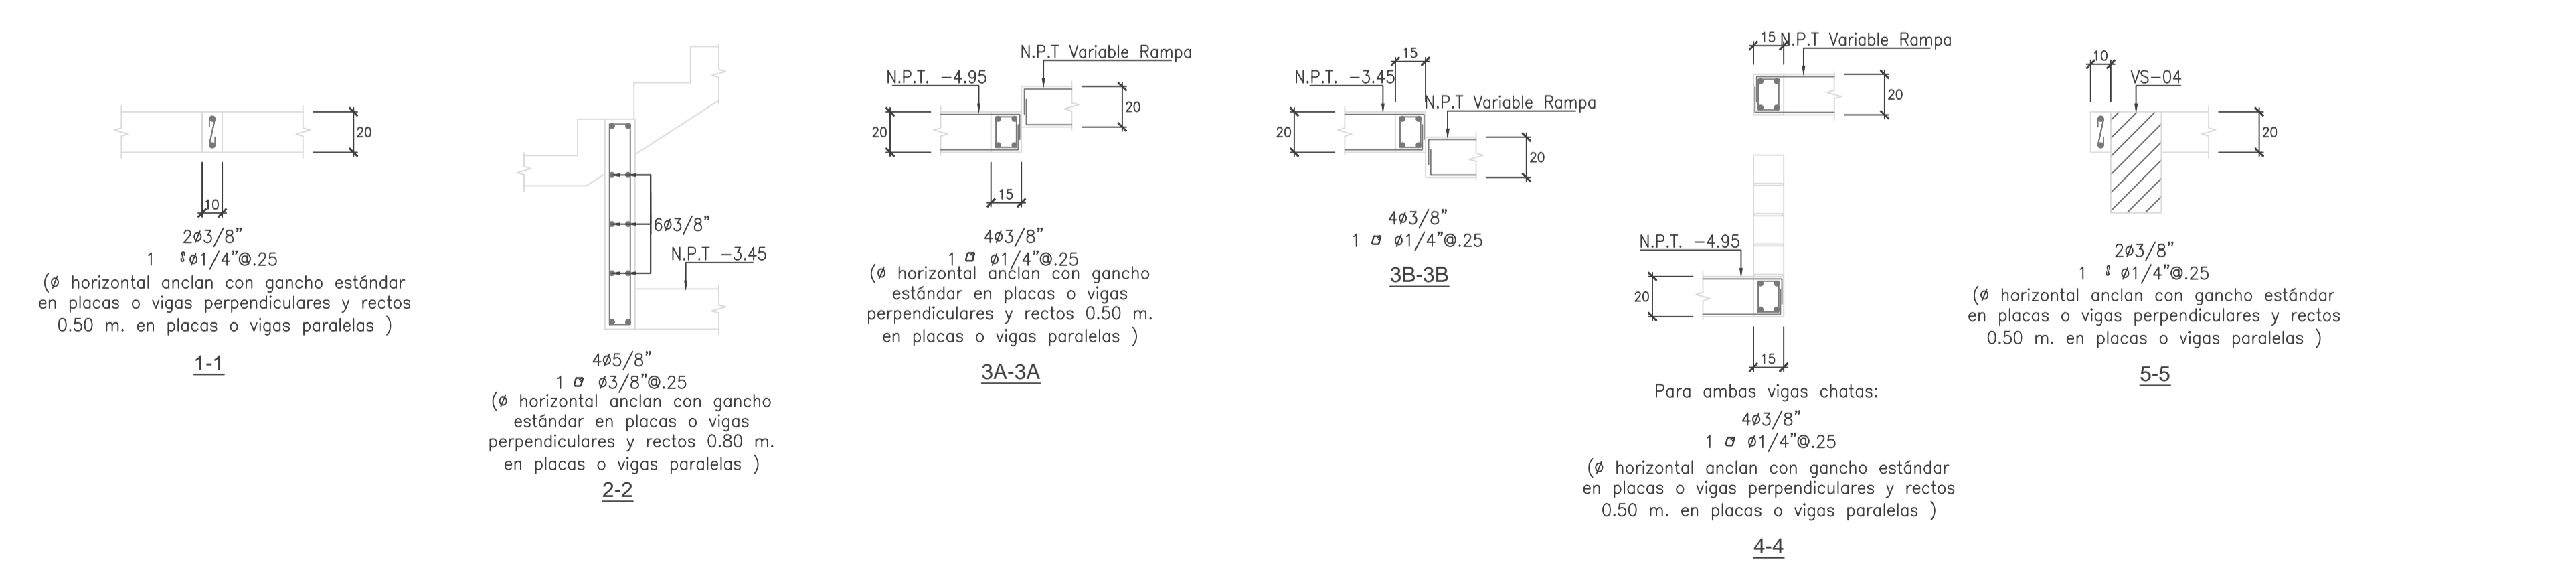 20
10
2ø3/8"
1 ø1/4"@.25
(ø horizontal anclan con gancho estándar
en placas o vigas perpendiculares y rectos
0.50 m. en placas o vigas paralelas )
1-1
6ø3/8"
N.P.T -3.45
4ø5/8"
1 ø3/8"@.25
(ø horizontal anclan con gancho
estándar en placas o vigas
perpendiculares y rectos 0.80 m.
en placas o vigas paralelas )
2-2
N.P.T Variable Rampa
N.P.T. -4.95
20
20
15
4ø3/8"
1 ø1/4"@.25
(ø horizontal anclan con gancho
estándar en placas o vigas
perpendiculares y rectos 0.50 m.
en placas o vigas paralelas )
3A-3A
15
N.P.T. -3.45
N.P.T Variable Rampa
20
20
4ø3/8"
1 ø1/4"@.25
3B-3B
15
N.P.T Variable Rampa
20
N.P.T. -4.95
20
15
Para ambas vigas chatas:
4ø3/8"
1 ø1/4"@.25
(ø horizontal anclan con gancho estándar
en placas o vigas perpendiculares y rectos
0.50 m. en placas o vigas paralelas )
4-4
10
VS-04
20
2ø3/8"
1 ø1/4"@.25
(ø horizontal anclan con gancho estándar
en placas o vigas perpendiculares y rectos
0.50 m. en placas o vigas paralelas )
5-5